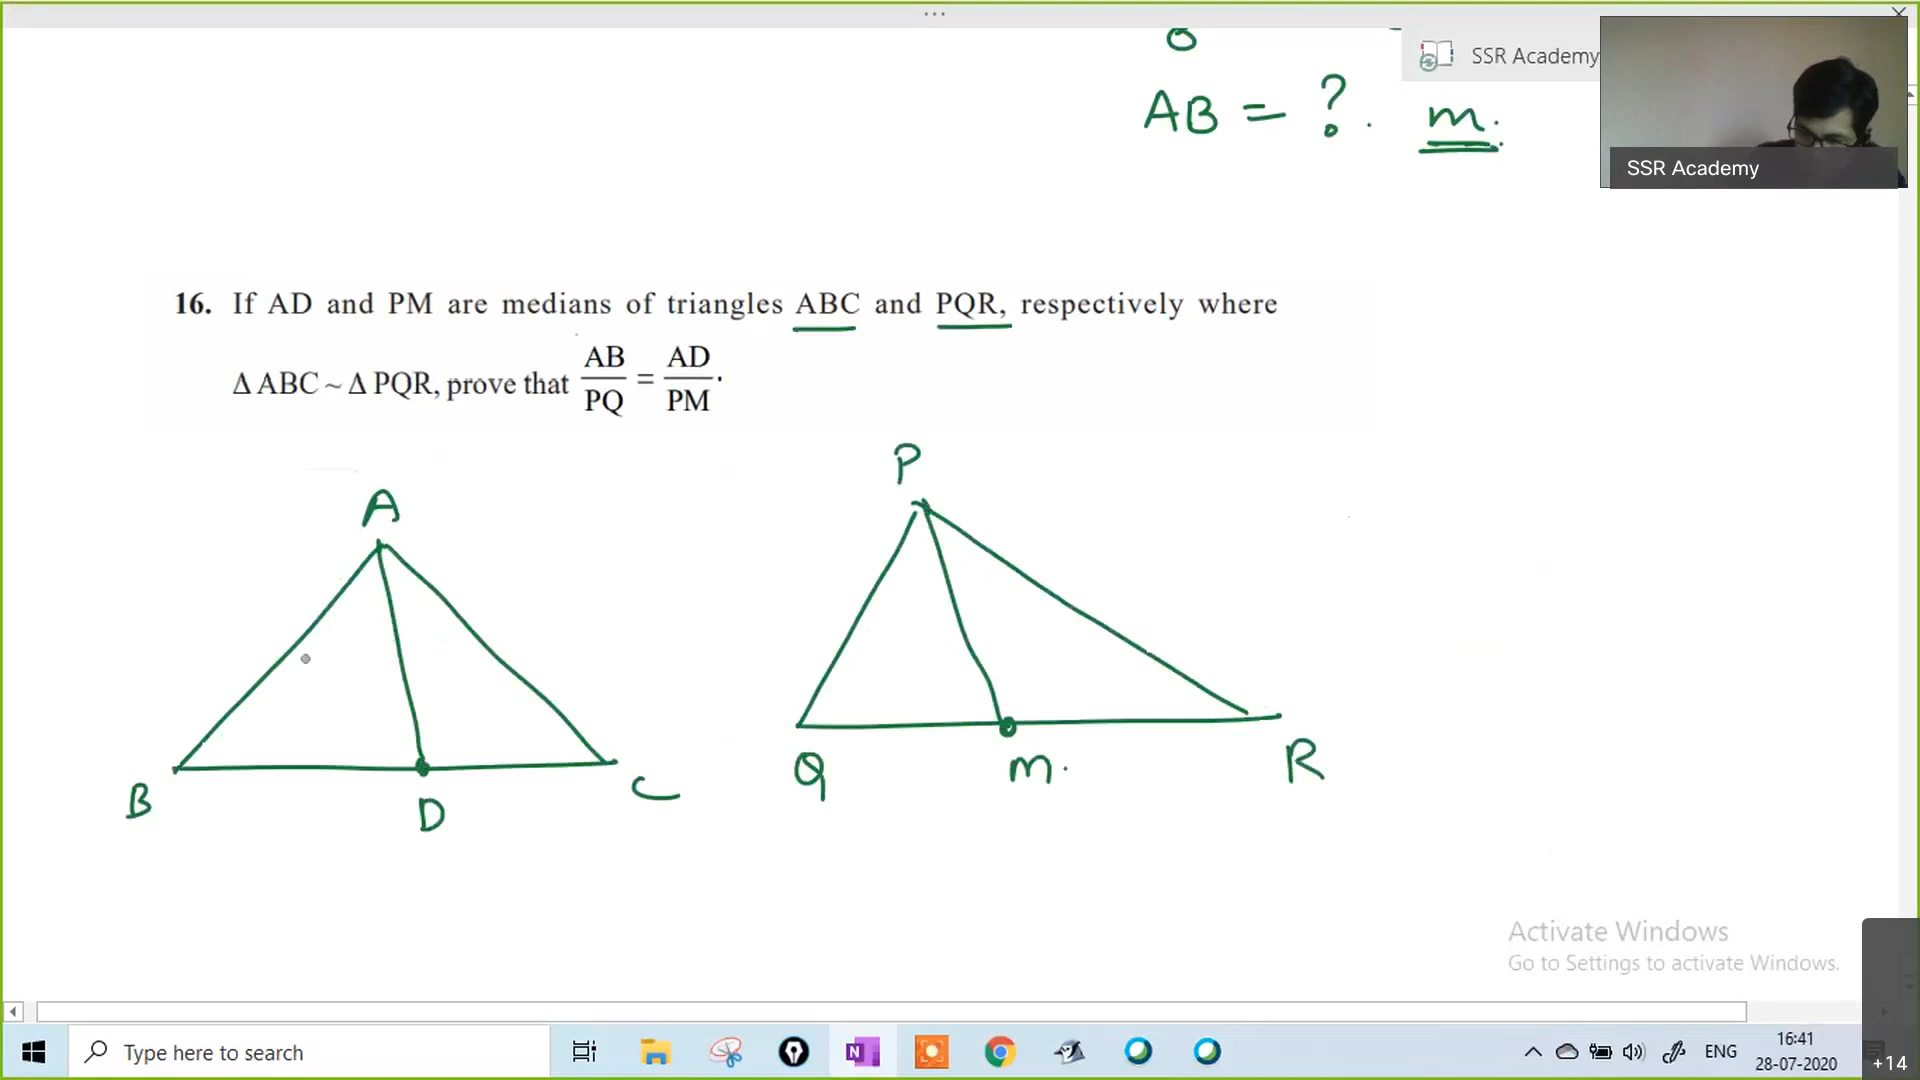 SSR Academy
AB = ? . m.
SSR Academy
16. If AD and PM are medians of triangles ABC and PQR, respectively where
Δ ABC ~ Δ PQR, prove that AB/PQ = AD/PM.
P
A
Q
M.
R
B
D
C
Activate Windows
Go to Settings to activate Windows.
Type here to search
ENG
16:41
28-07-2020
+14